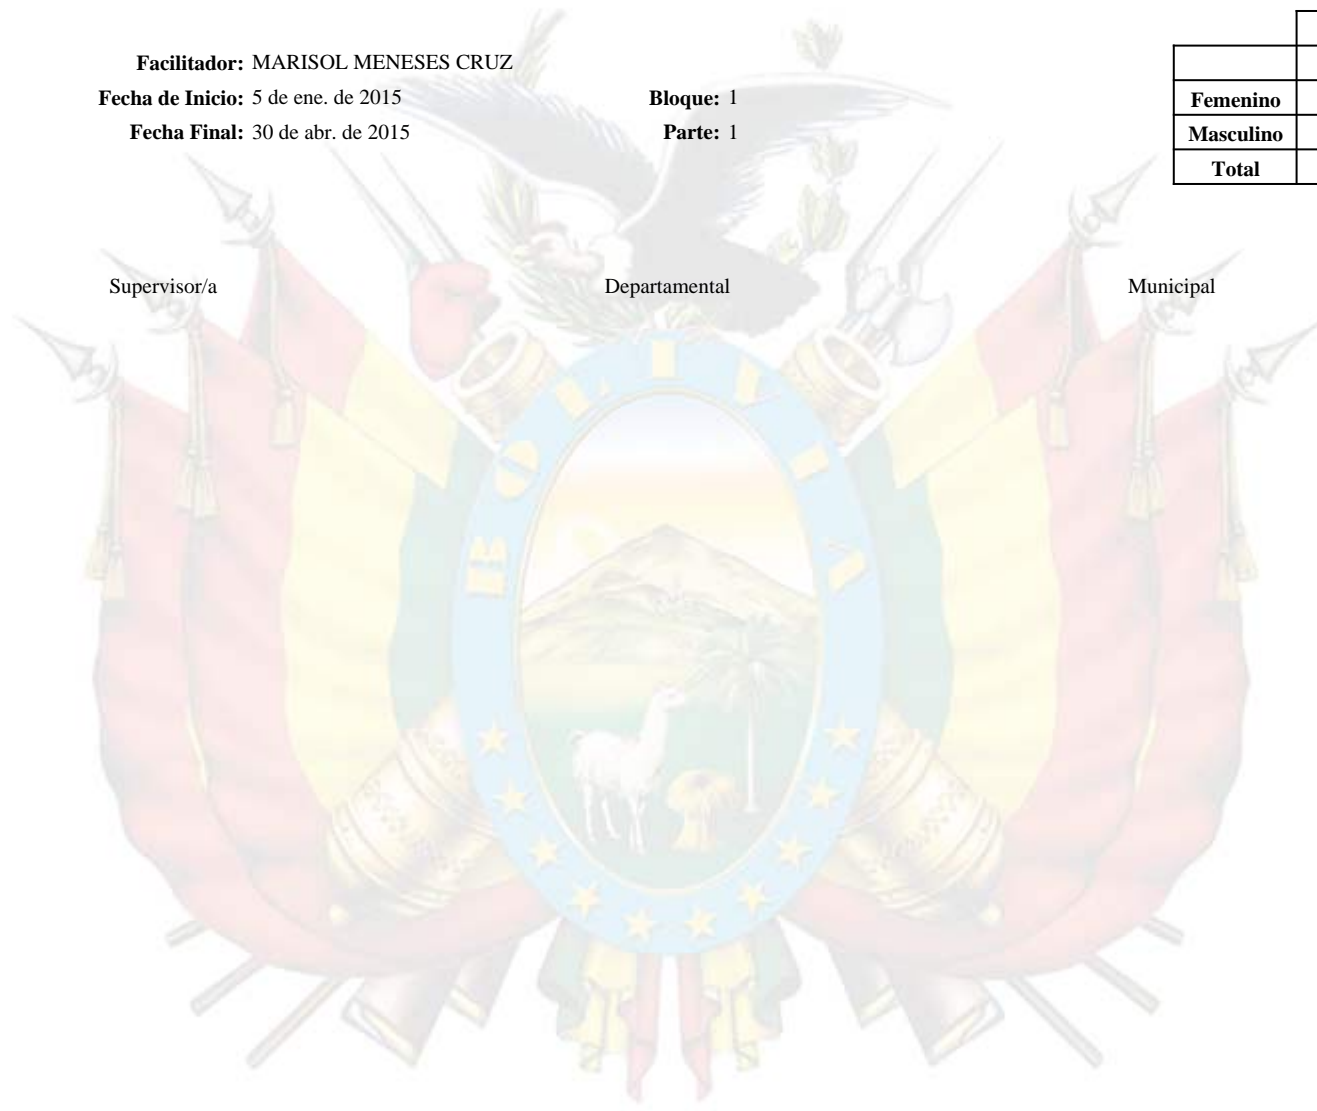 Facilitador: MARISOL MENESES CRUZ
Fecha de Inicio: 5 de ene. de 2015 Bloque: 1
Femenino
Fecha Final: 30 de abr. de 2015 Parte: 1
Masculino
Total
Supervisor/a Departamental Municipal
BOLIVIA